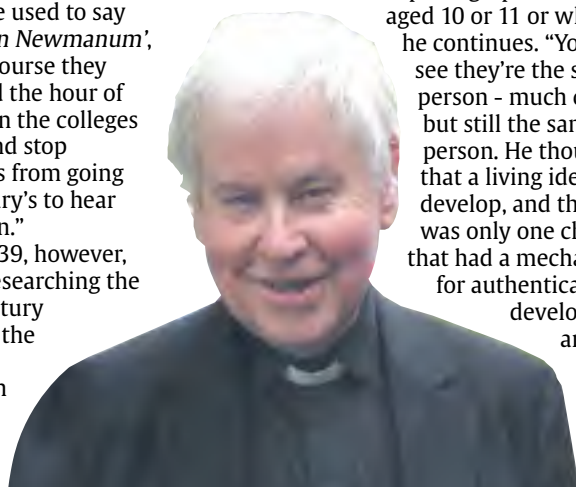 e used to say
n Newmanum’,
ourse they
the hour of
n the colleges
nd stop
s from going
ry’s to hear
n.”
39, however,
esearching the
tury
the
n
aged 10 or 11 or wh
he continues. “Yo
see they’re the s
person - much
but still the sar
person. He thou
that a living ide
develop, and th
was only one ch
that had a mecha
for authentica
develo
an